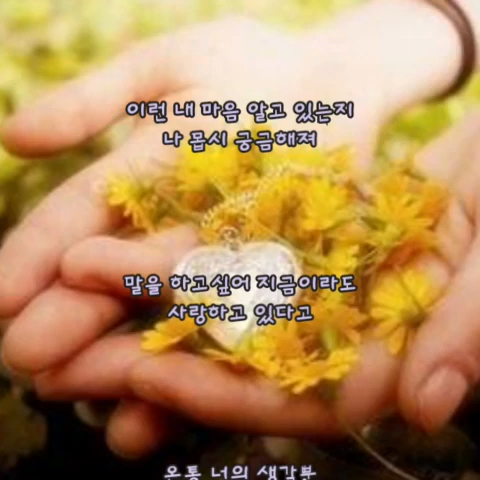 이런 내 마음 알고 있는지
나 몹시 궁금해져
말을 하고싶어 지금이라도
사랑하고 있다고
온통 너의 생각뿐